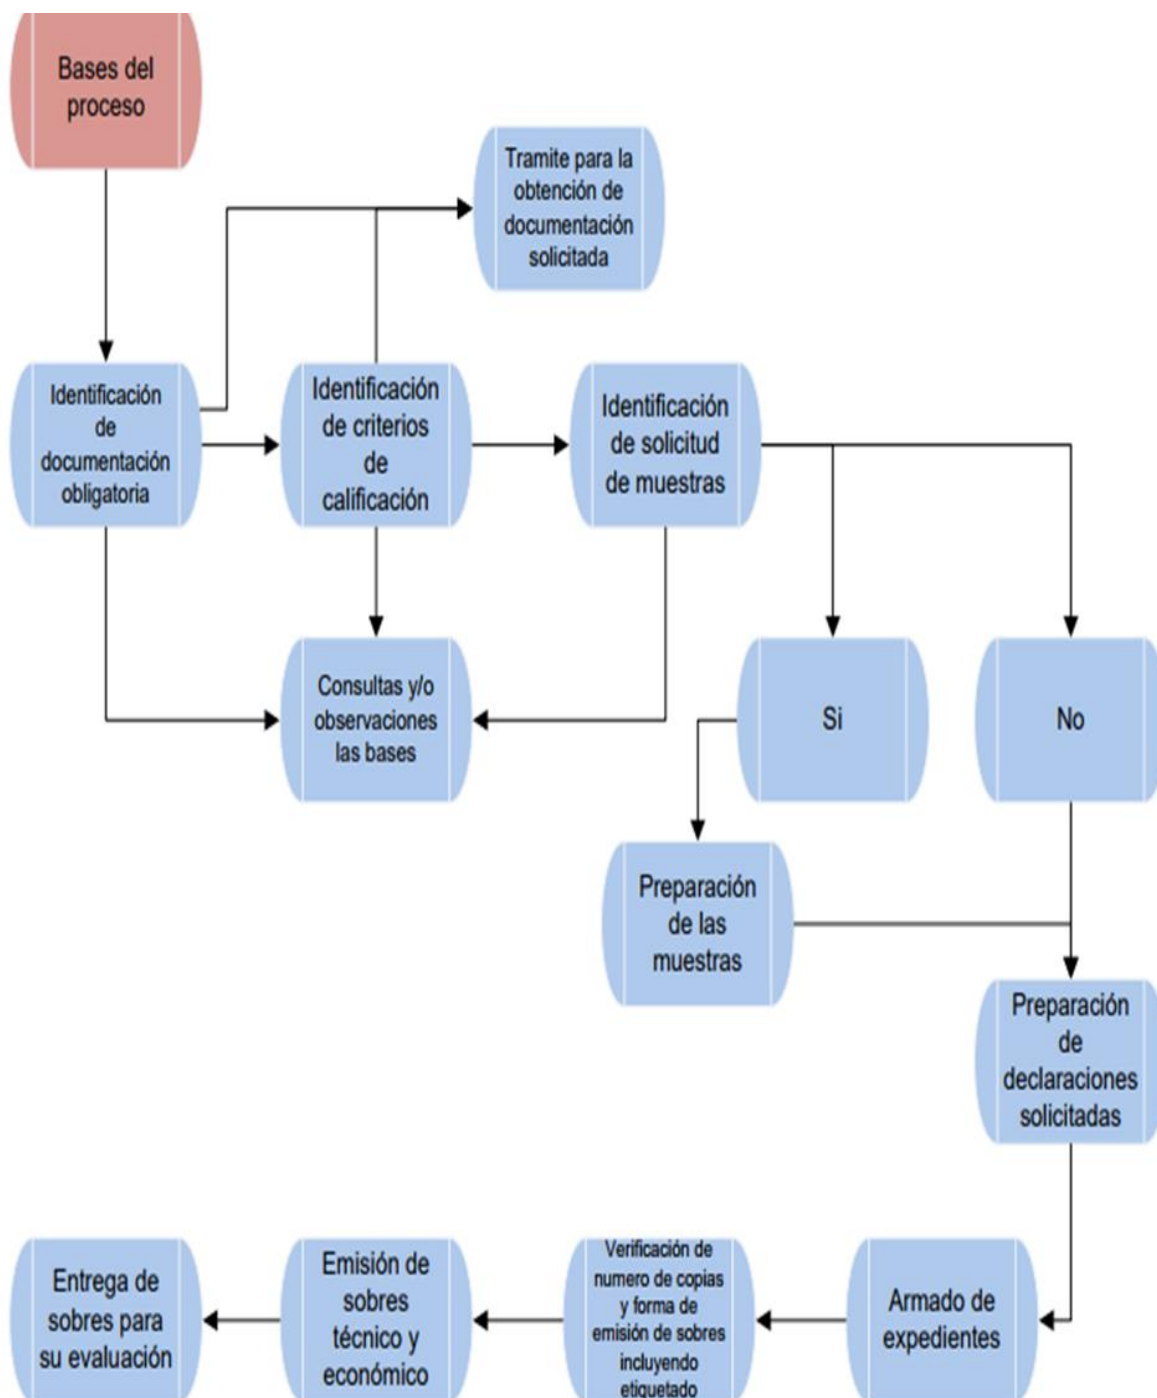 Bases del
proceso
Tramite para la
obtención de
documentación
solicitada
Identificación
de
documentación
obligatoria
Identificación
de criterios
de
calificación
Identificación
de solicitud
de muestras
Consultas y/o
observaciones
las bases
Si
No
Preparación
de las
muestras
Preparación
de
declaraciones
solicitadas
Entrega de
sobres para
su evaluación
Emisión de
sobres
técnico y
económico
Verificación de
numero de copias
y forma de
emisión de sobres
incluyendo
etiquetado
Armado de
expedientes